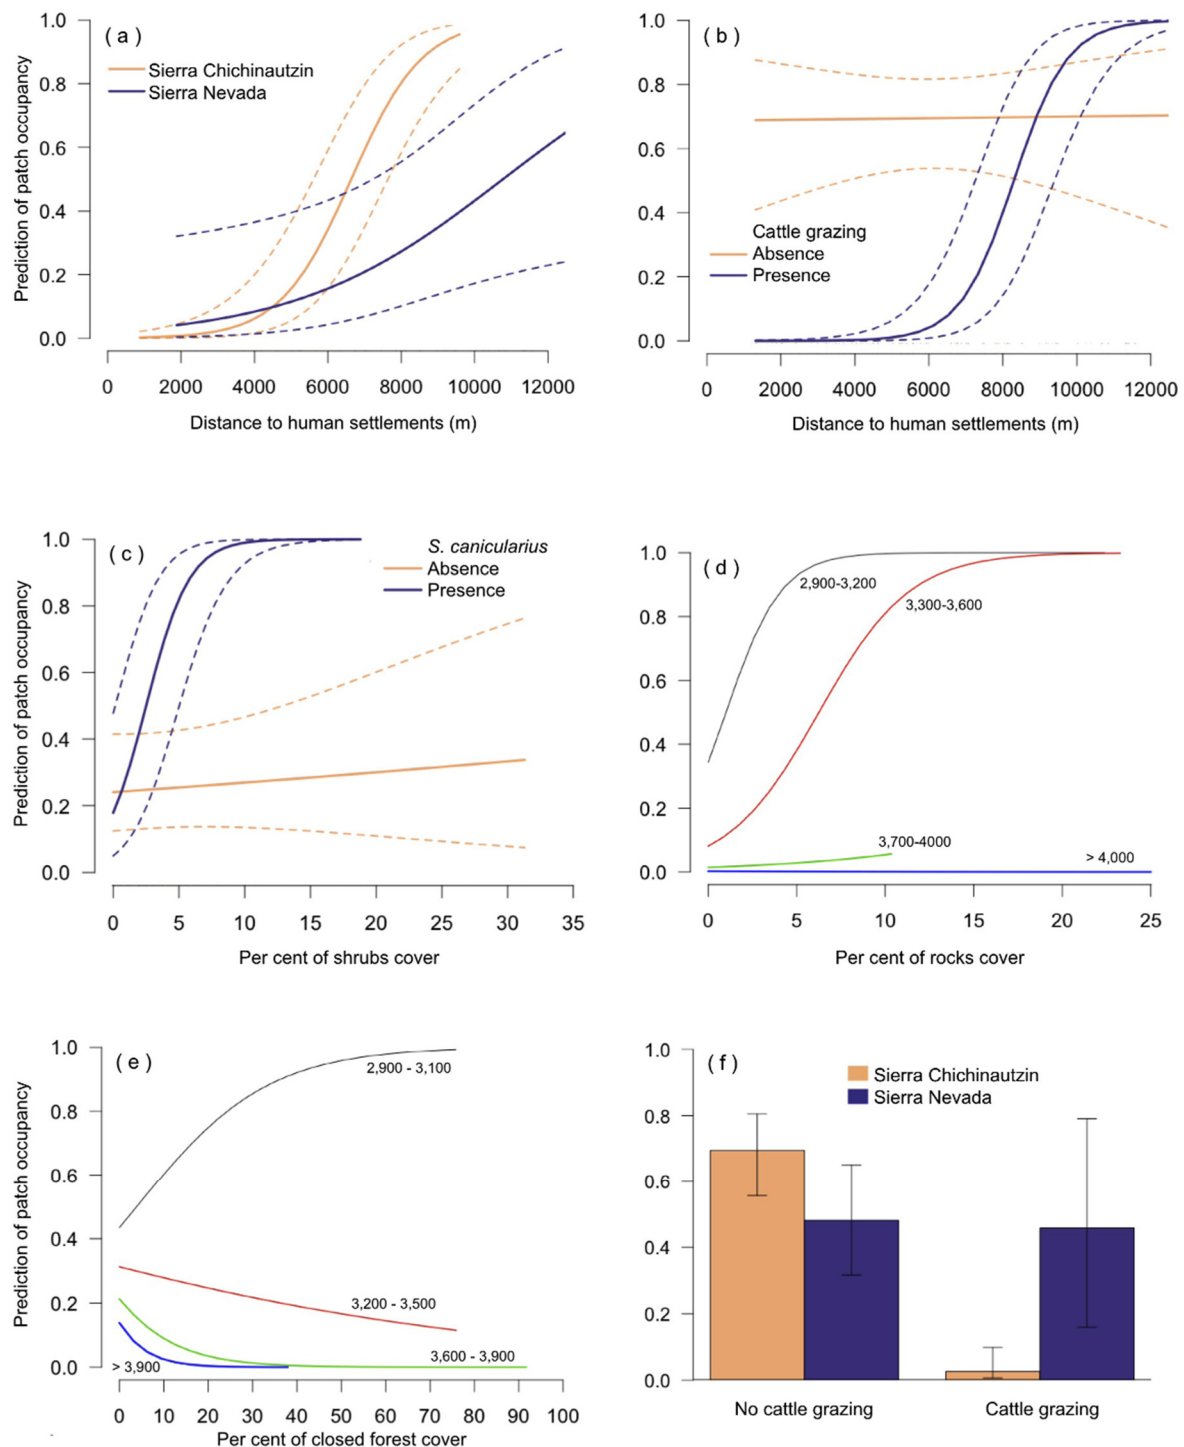 ( a )
Sierra Chichinautzin
Sierra Nevada
Prediction of patch occupancy
1.0
0.8
0.6
0.4
0.2
0.0
0 2000 4000 6000 8000 10000 12000
Distance to human settlements (m)
( b )
1.0
0.8
0.6
0.4
0.2
0.0
Cattle grazing
Absence
Presence
0 2000 4000 6000 8000 10000 12000
Distance to human settlements (m)
( c )
S. canicularius
Absence
Presence
Prediction of patch occupancy
1.0
0.8
0.6
0.4
0.2
0.0
0 5 10 15 20 25 30 35
Per cent of shrubs cover
( d )
1.0
0.8
0.6
0.4
0.2
0.0
2,900-3,200
3,300-3,600
3,700-4000
> 4,000
0 5 10 15 20 25
Per cent of rocks cover
( e )
Prediction of patch occupancy
1.0
0.8
0.6
0.4
0.2
0.0
2,900 - 3,100
3,200 - 3,500
3,600 - 3,900
> 3,900
0 10 20 30 40 50 60 70 80 90 100
Per cent of closed forest cover
( f )
Sierra Chichinautzin
Sierra Nevada
1.0
0.8
0.6
0.4
0.2
0.0
No cattle grazing Cattle grazing